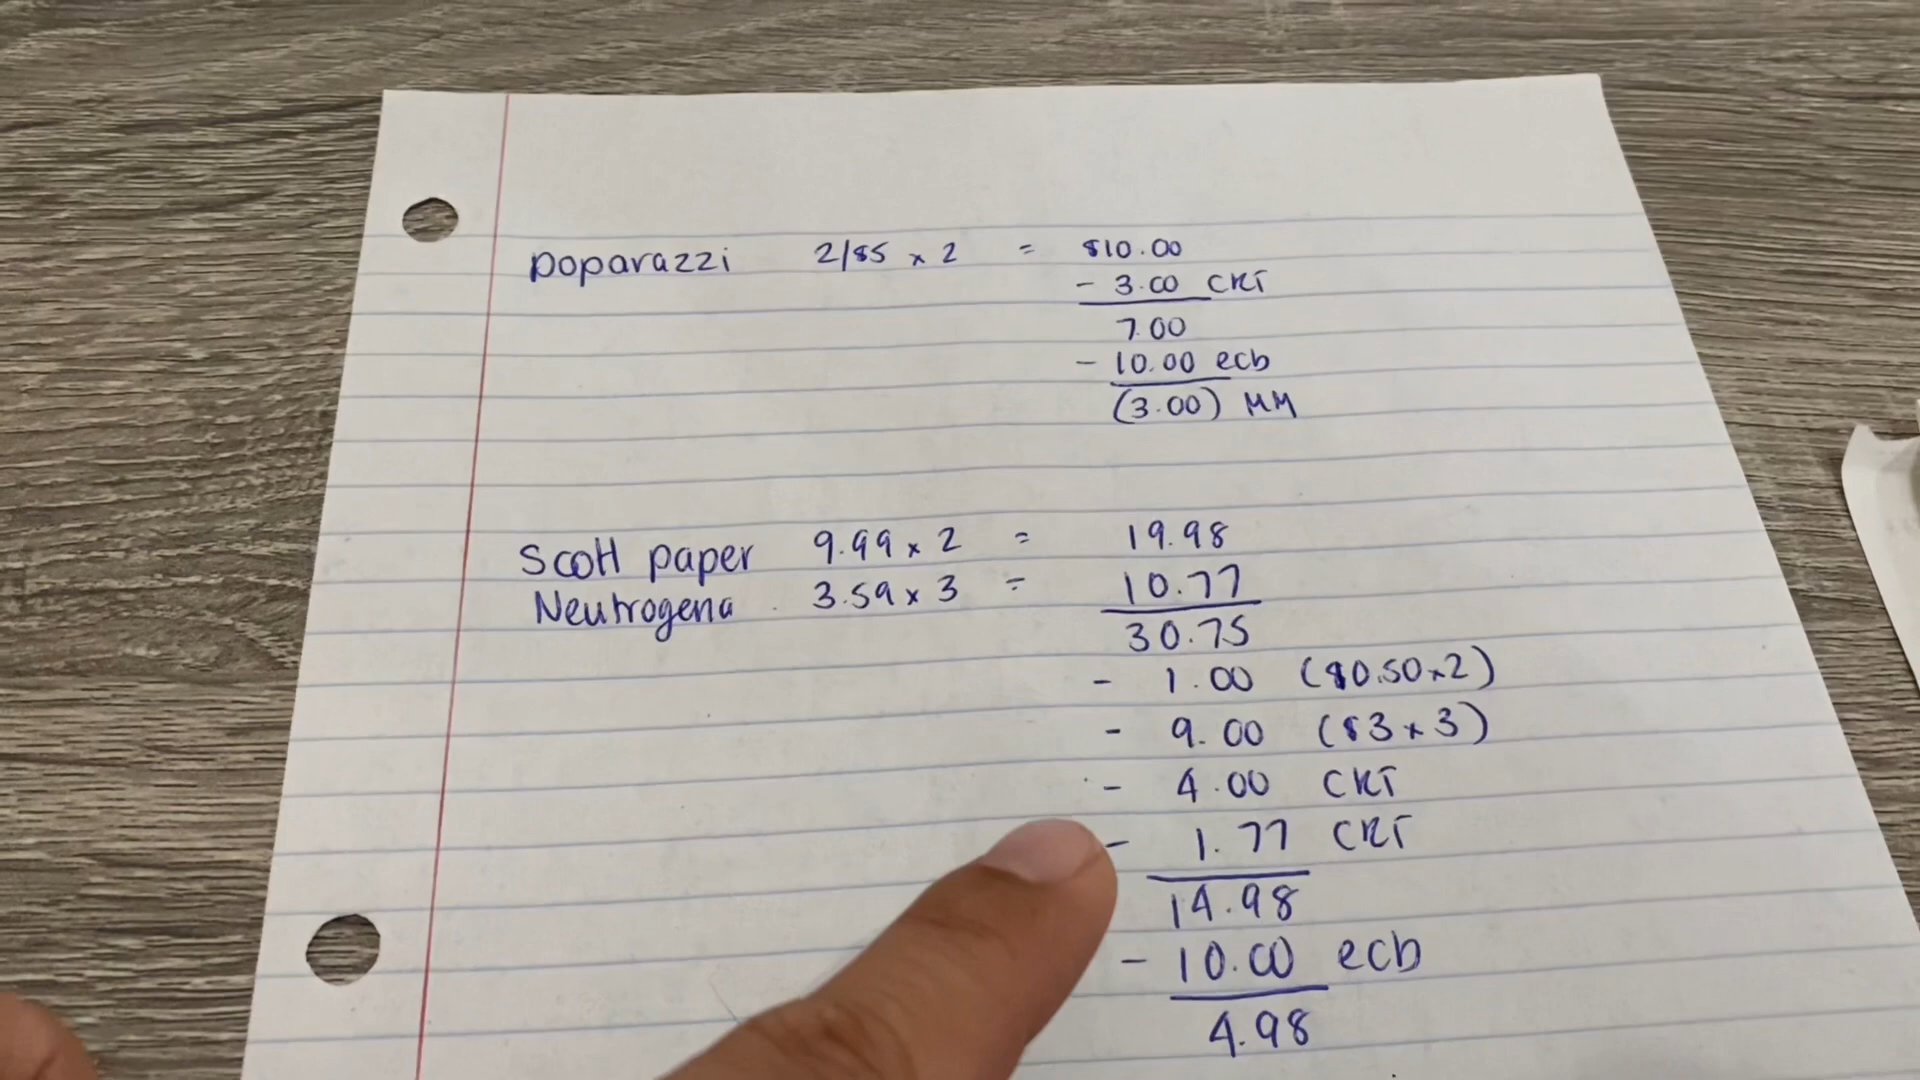 poparazzi 2/$5 x 2 = $10.00
- 3.00 CRT
7.00
- 10.00 ecb
(3.00) MM
Scott paper 9.99 x 2 = 19.98
Neutrogena 3.59 x 3 = 10.77
30.75
- 1.00 ($0.50 x 2)
- 9.00 ($3 x 3)
- 4.00 CRT
- 1.77 CRT
14.98
- 10.00 ecb
4.98